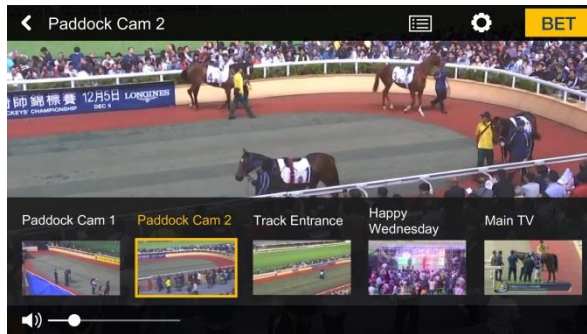 Paddock Cam 2
BET
師錦標賽 12月5日 LONGINES
CKEYS' CHAMPIONSHIP DEC 5
Paddock Cam 1
Paddock Cam 2
Track Entrance
Happy
Wednesday
Main TV